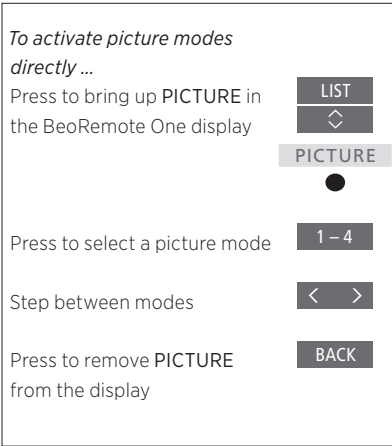 To activate picture modes
directly ...
Press to bring up PICTURE in
the BeoRemote One display
LIST
PICTURE
Press to select a picture mode
1 – 4
Step between modes
Press to remove PICTURE
from the display
BACK